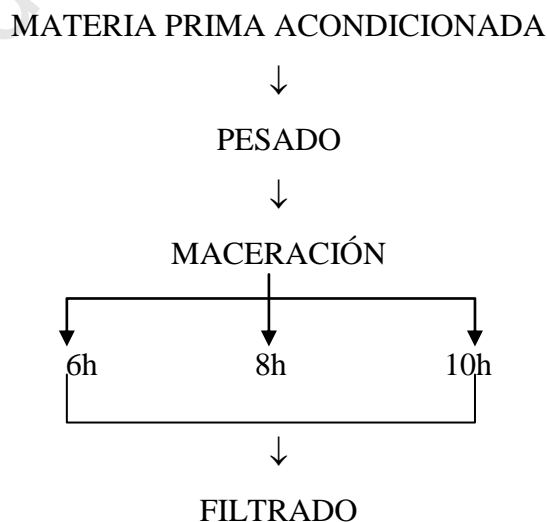 MATERIA PRIMA ACONDICIONADA
↓
PESADO
↓
MACERACIÓN
6h 8h 10h
↓
FILTRADO